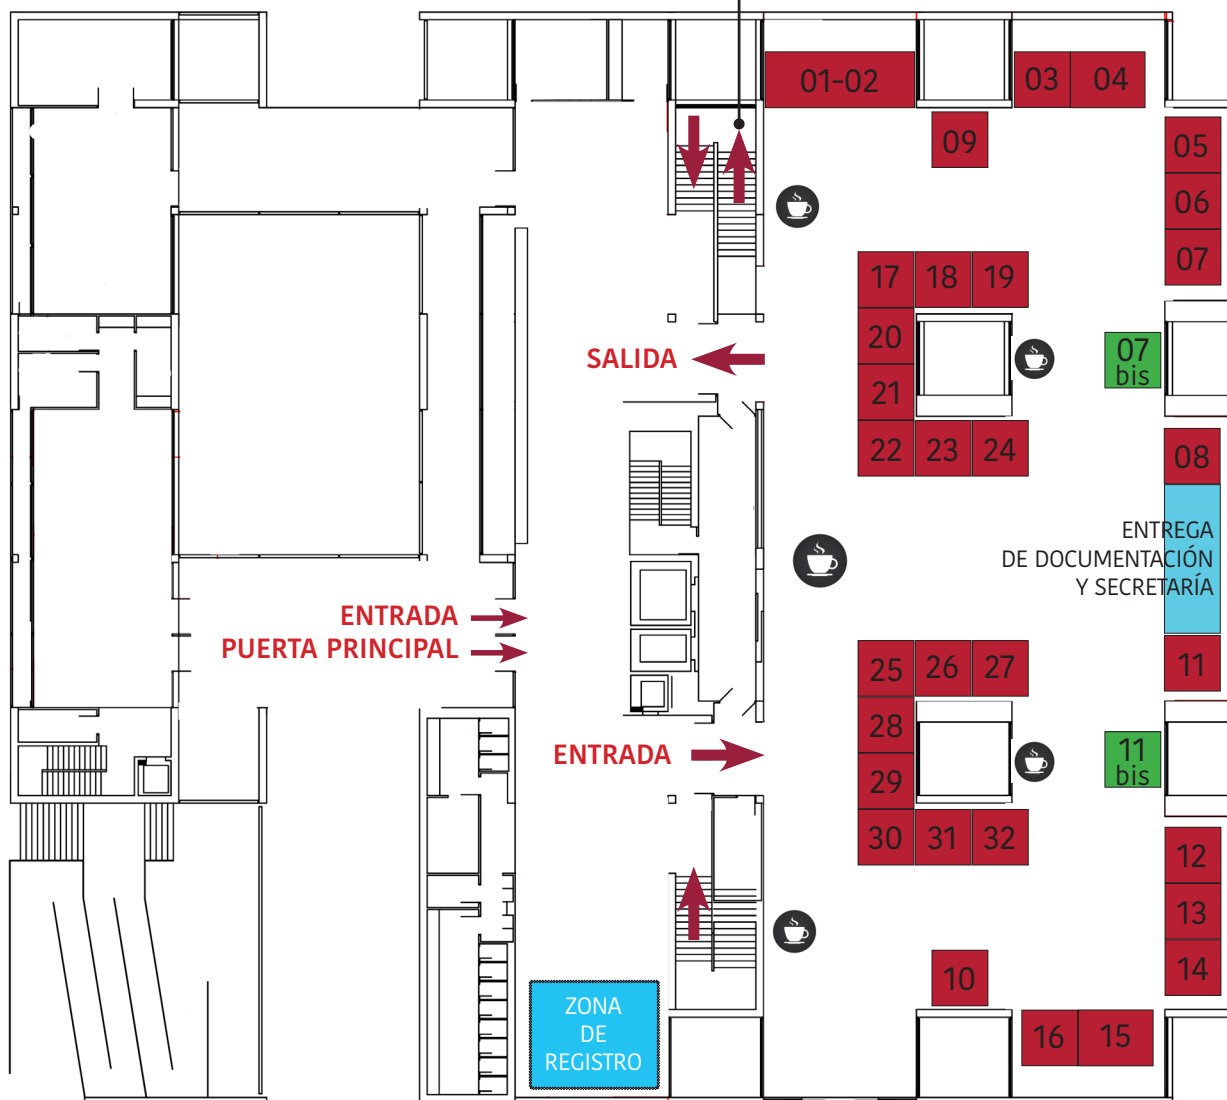 01-02
03
04
09
05
06
07
17
18
19
20
21
22
23
24
SALIDA
07
bis
08
ENTREGA
DE DOCUMENTACIÓN
Y SECRETARÍA
ENTRADA
PUERTA PRINCIPAL
11
25
26
27
28
29
30
31
32
ENTRADA
11
bis
12
13
14
10
16
15
ZONA
DE
REGISTRO